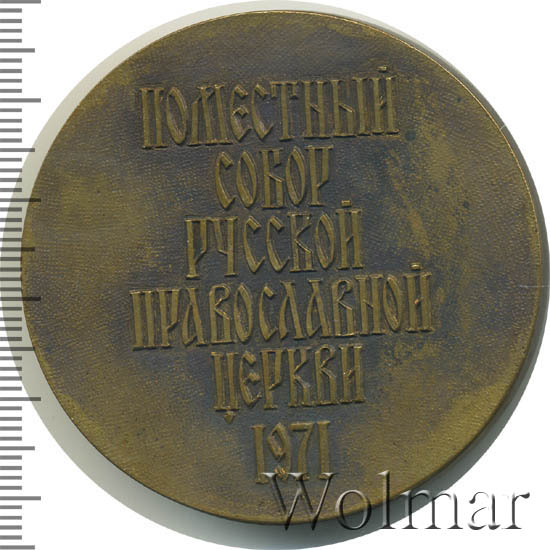 ПОМЕСТНЫЙ
СОБОР
РУССКОЙ
ПРАВОСЛАВНОЙ
ЦЕРКВИ
1971
Wolmar